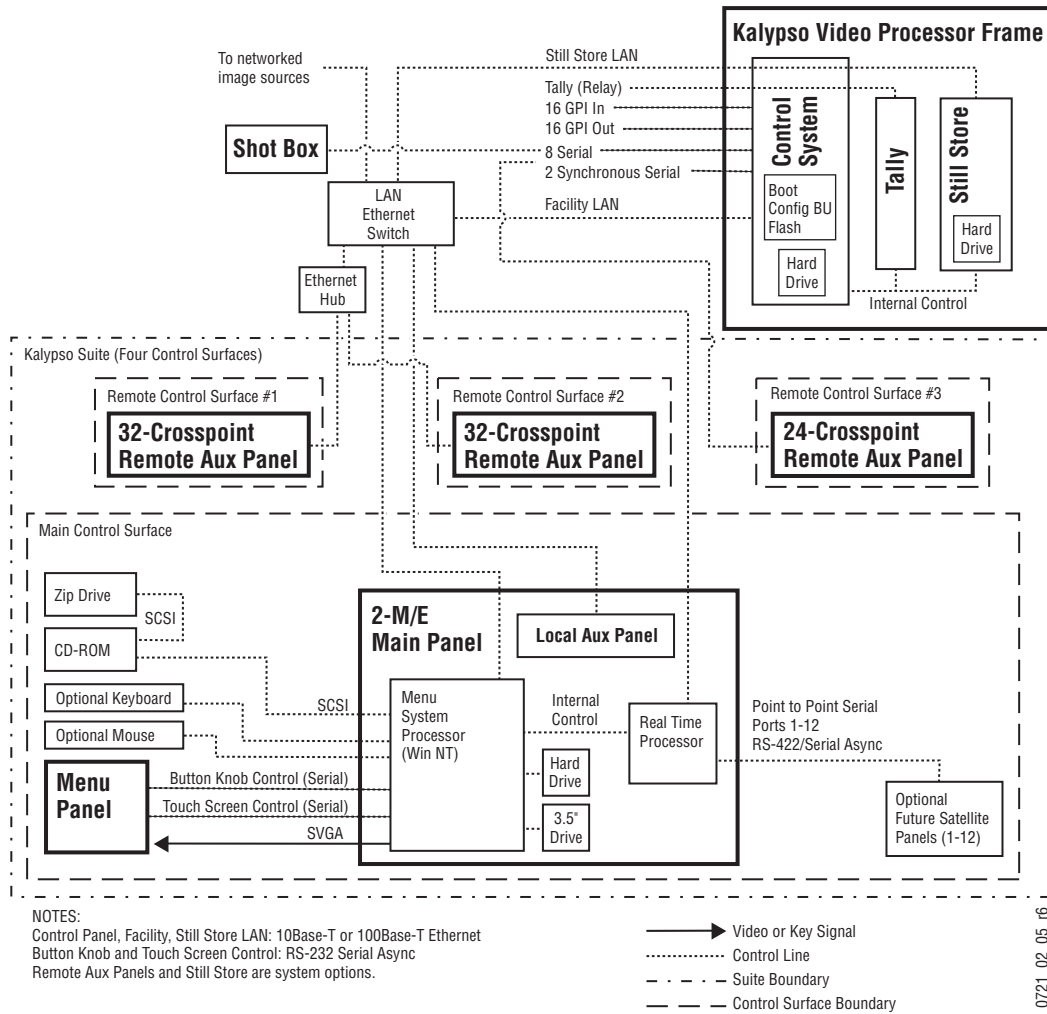 Kalypso Video Processor Frame
To networked
image sources
Still Store LAN
Tally (Relay)
16 GPI In
16 GPI Out
8 Serial
2 Synchronous Serial
Facility LAN
Shot Box
LAN
Ethernet
Switch
Ethernet
Hub
Control
System
Boot
Config BU
Flash
Hard
Drive
Tally
Still Store
Hard
Drive
Internal Control
Kalypso Suite (Four Control Surfaces)
Remote Control Surface #1
32-Crosspoint
Remote Aux Panel
Remote Control Surface #2
32-Crosspoint
Remote Aux Panel
Remote Control Surface #3
24-Crosspoint
Remote Aux Panel
Main Control Surface
Zip Drive
SCSI
CD-ROM
Optional Keyboard
Optional Mouse
SCSI
Menu
Panel
Button Knob Control (Serial)
Touch Screen Control (Serial)
SVGA
2-M/E
Main Panel
Local Aux Panel
Menu
System
Processor
(Win NT)
Internal
Control
Hard
Drive
3.5"
Drive
Real Time
Processor
Point to Point Serial
Ports 1-12
RS-422/Serial Async
Optional
Future Satellite
Panels (1-12)
NOTES:
Control Panel, Facility, Still Store LAN: 10Base-T or 100Base-T Ethernet
Button Knob and Touch Screen Control: RS-232 Serial Async
Remote Aux Panels and Still Store are system options.
Video or Key Signal
Control Line
Suite Boundary
Control Surface Boundary
0721_02_05_r6